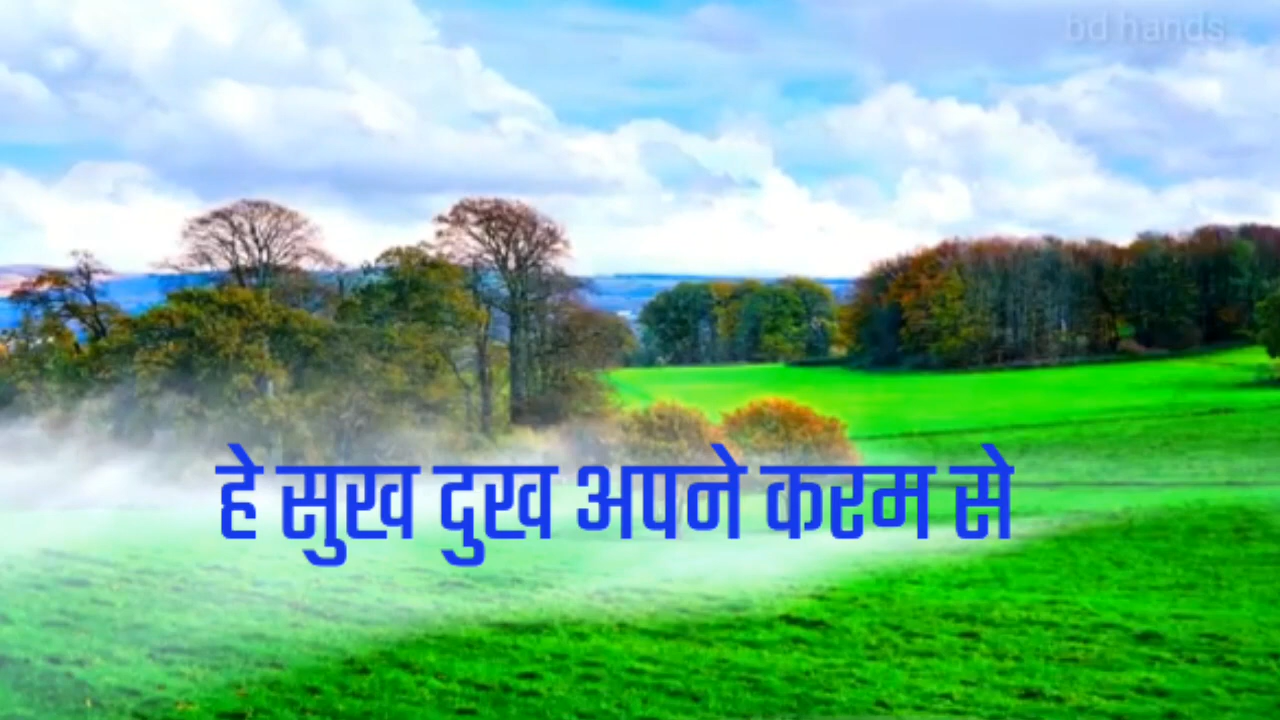 bd hands
हे सुख दुख अपने करम से